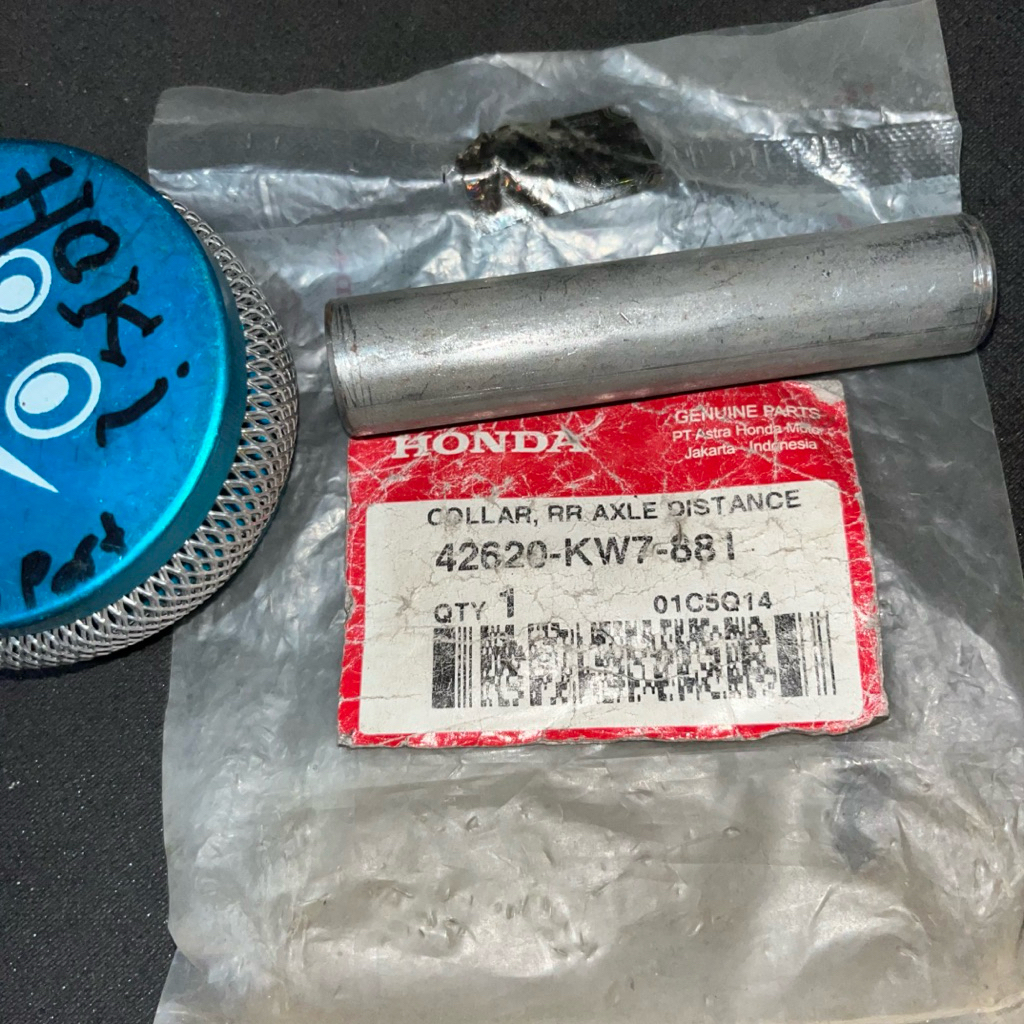 Hoki
Part
HONDA
GENUINE PARTS
PT Astra Honda Motor
Jakarta - Indonesia
COLLAR, RR AXLE DISTANCE
42620-KW7-881
QTY 1
01C5Q14